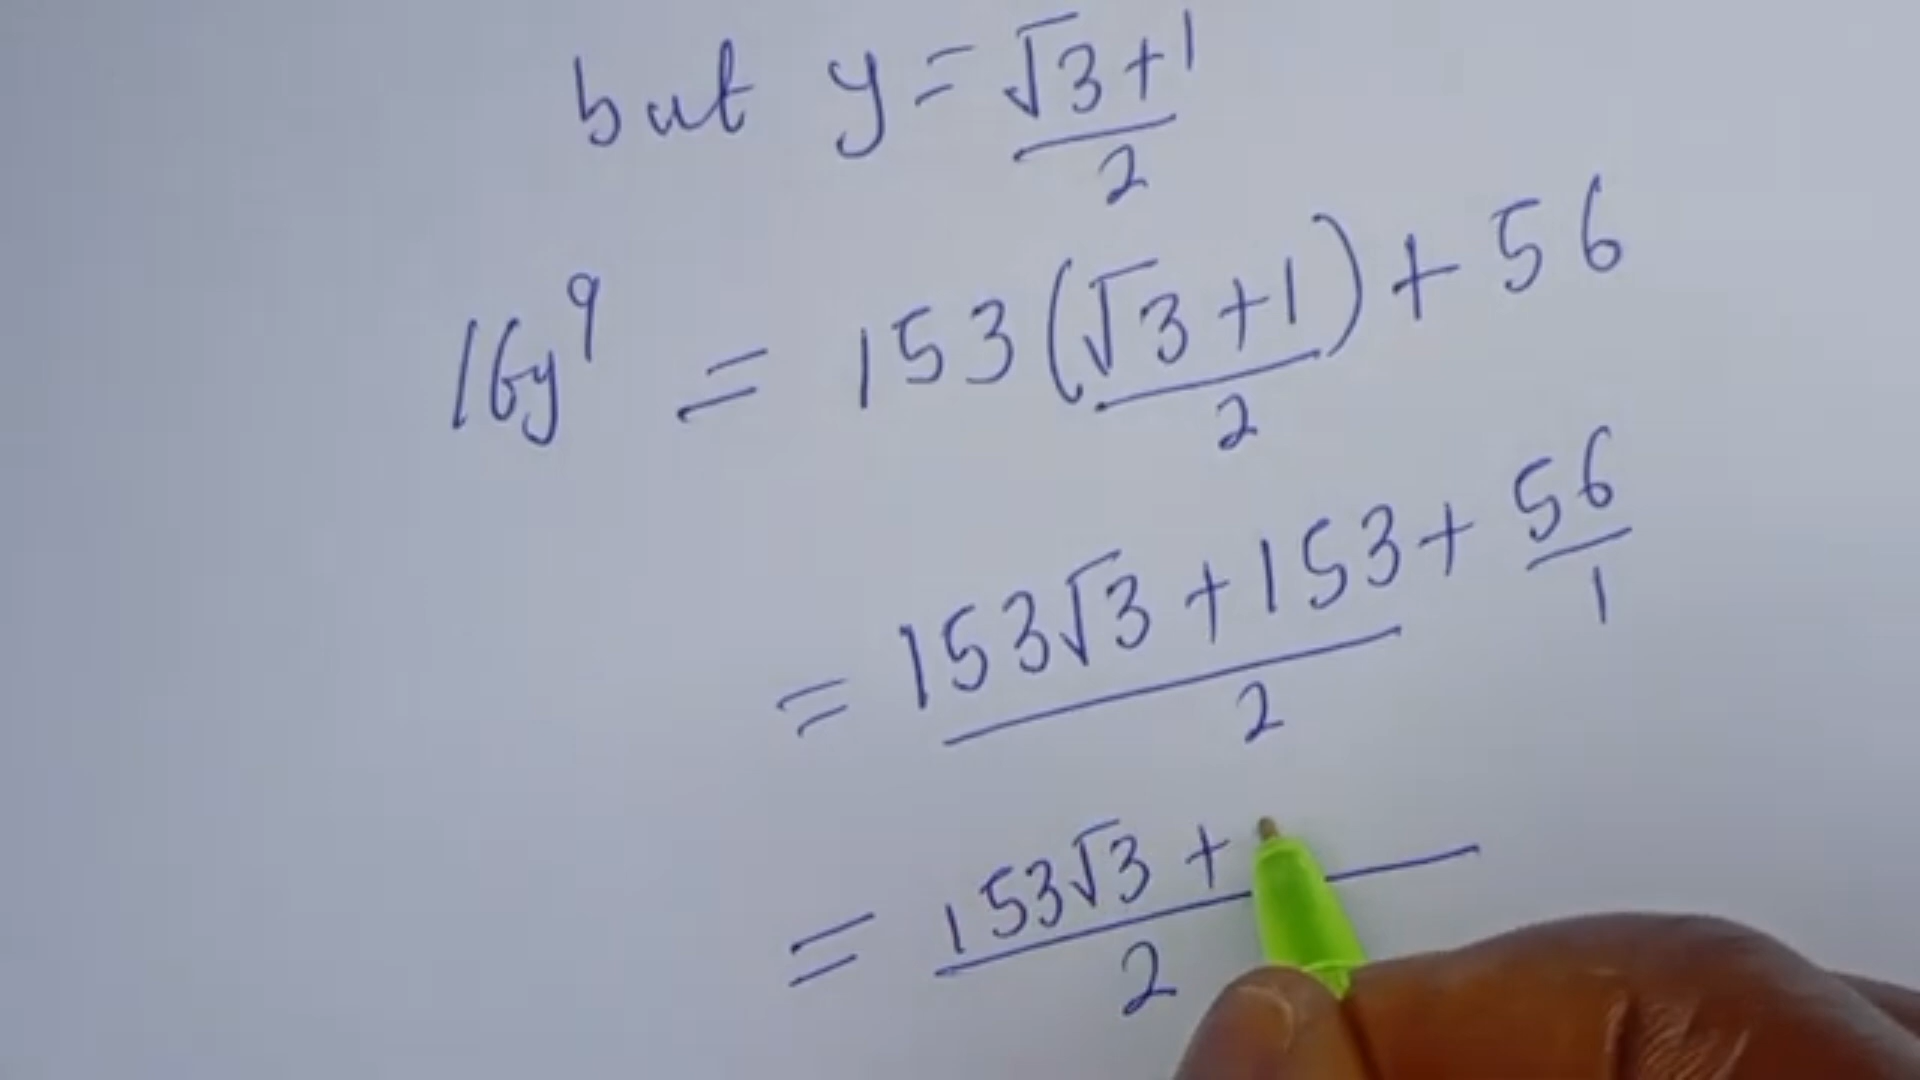 but y = √3+1/2
16y⁹ = 153(√3+1/2)+56
= 153√3+153/2 + 56/1
= 153√3 + /2